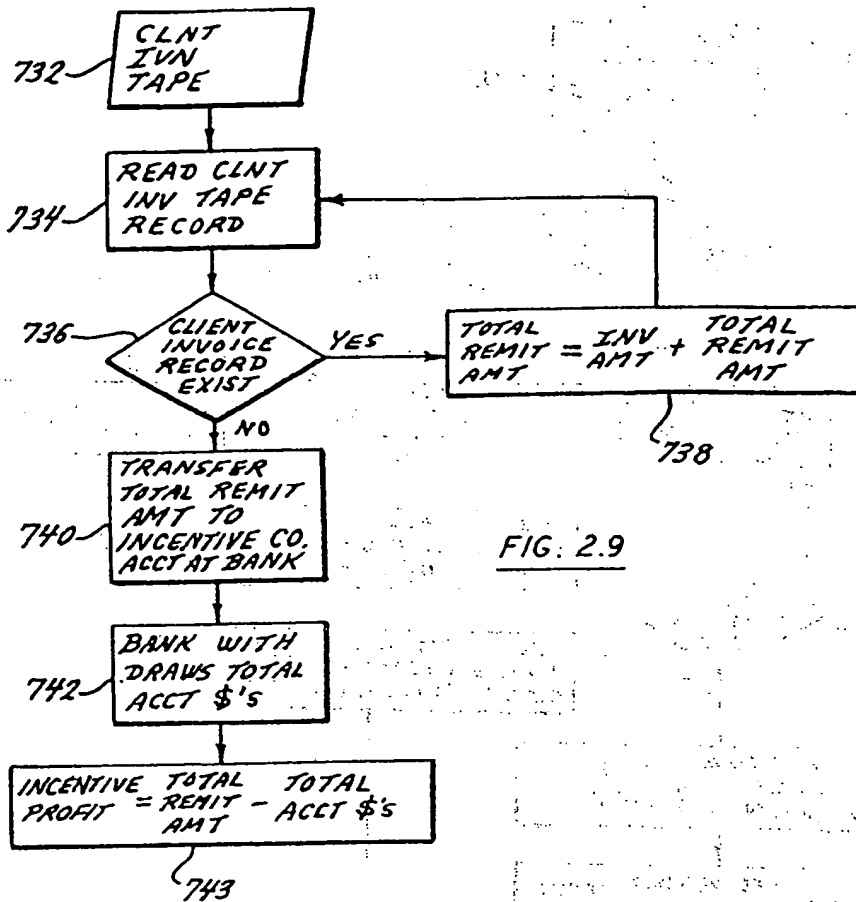 CLNT
IVN
TAPE
732
READ CLNT
INV TAPE
RECORD
734
736
CLIENT
INVOICE
RECORD
EXIST
YES
TOTAL REMIT AMT = INV AMT + TOTAL REMIT AMT
738
NO
TRANSFER
TOTAL REMIT
AMT TO
INCENTIVE CO.
ACCT AT BANK
740
FIG. 2.9
BANK WITH
DRAWS TOTAL
ACCT $'s
742
INCENTIVE PROFIT = TOTAL REMIT AMT - TOTAL ACCT $'s
743